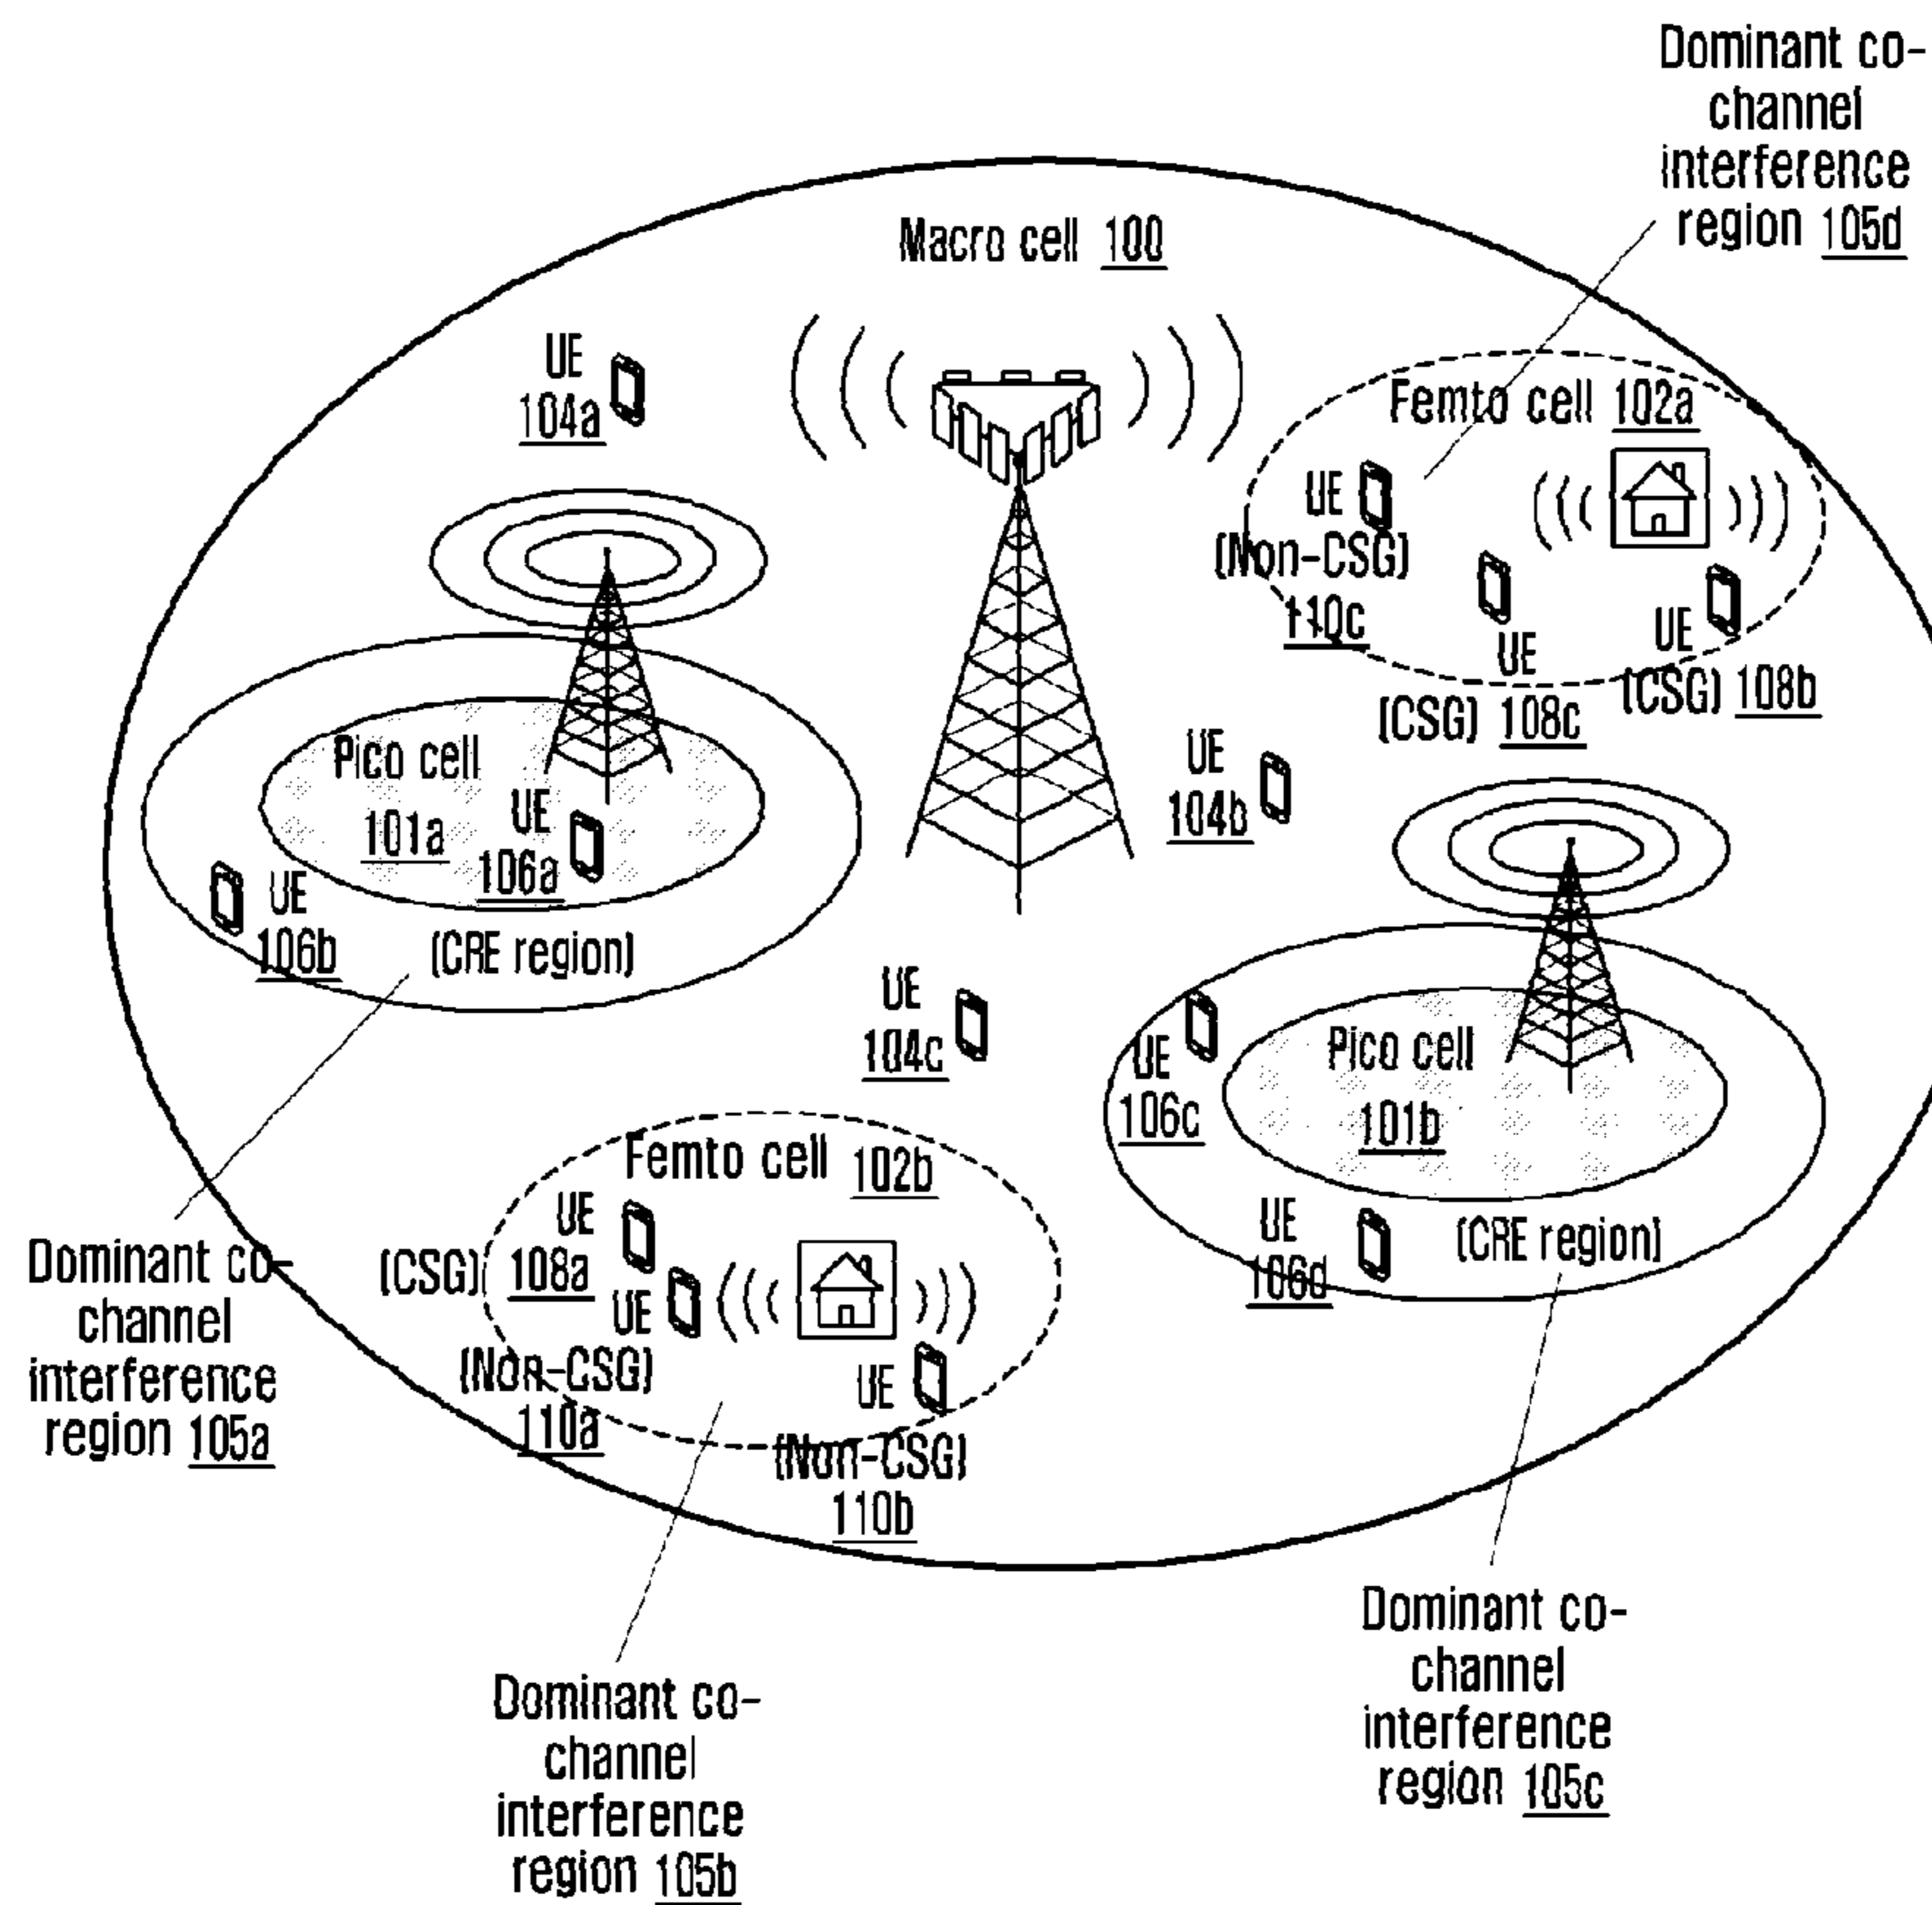 Dominant co-
channel
interference
region 105d
Macro cell 100
UE
104a
Femto cell 102a
UE
(Non-CSG)
110c
UE
(CSG) 108c
UE
(CSG) 108b
Pico cell
101a
UE
106a
UE
106b
(CRE region)
UE
104b
UE
104c
UE
106c
Pico cell
101b
UE
106d
(CRE region)
Femto cell 102b
UE
(CSG) 108a
UE
(Non-CSG)
110a
UE
(Non-CSG)
110b
Dominant co-
channel
interference
region 105a
Dominant co-
channel
interference
region 105b
Dominant co-
channel
interference
region 105c